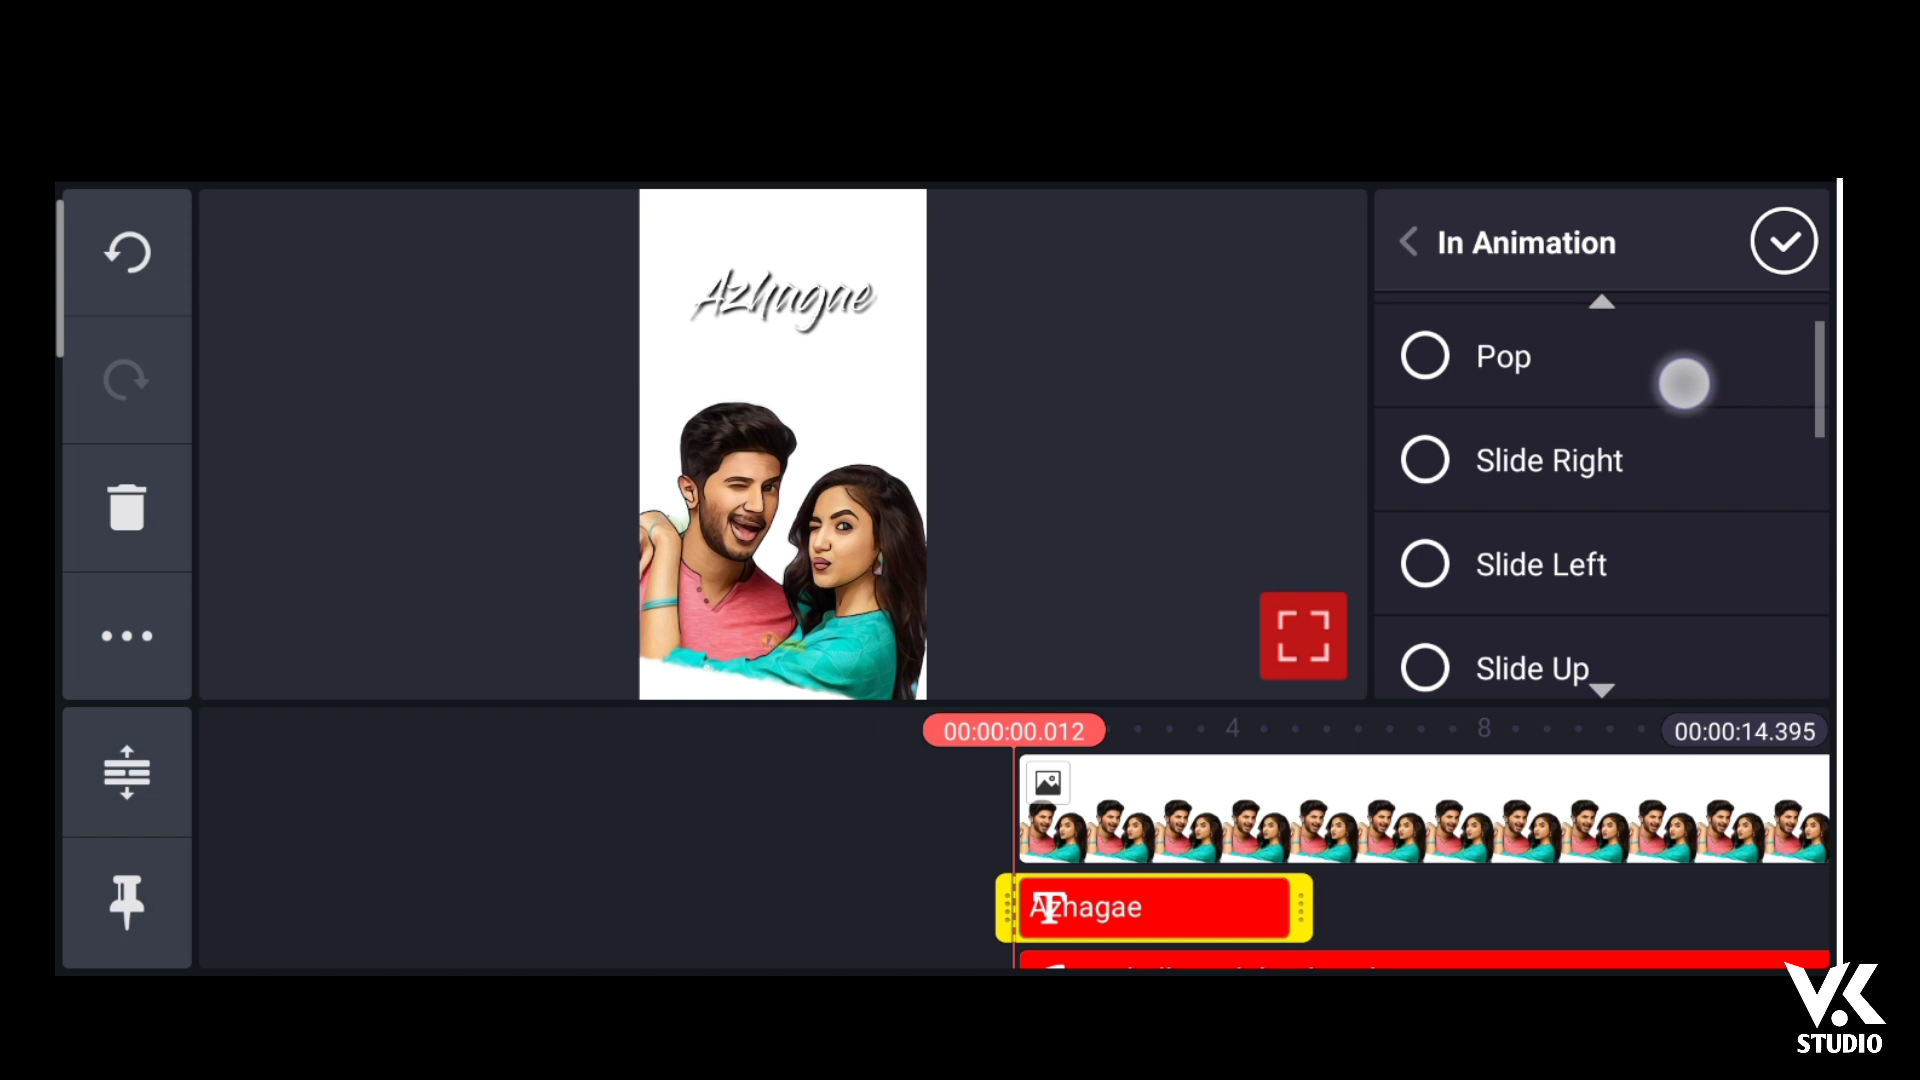 In Animation
Azhagae
Pop
Slide Right
Slide Left
Slide Up
00:00:00.012
4
8
00:00:14.395
Azhagae
VK
STUDIO